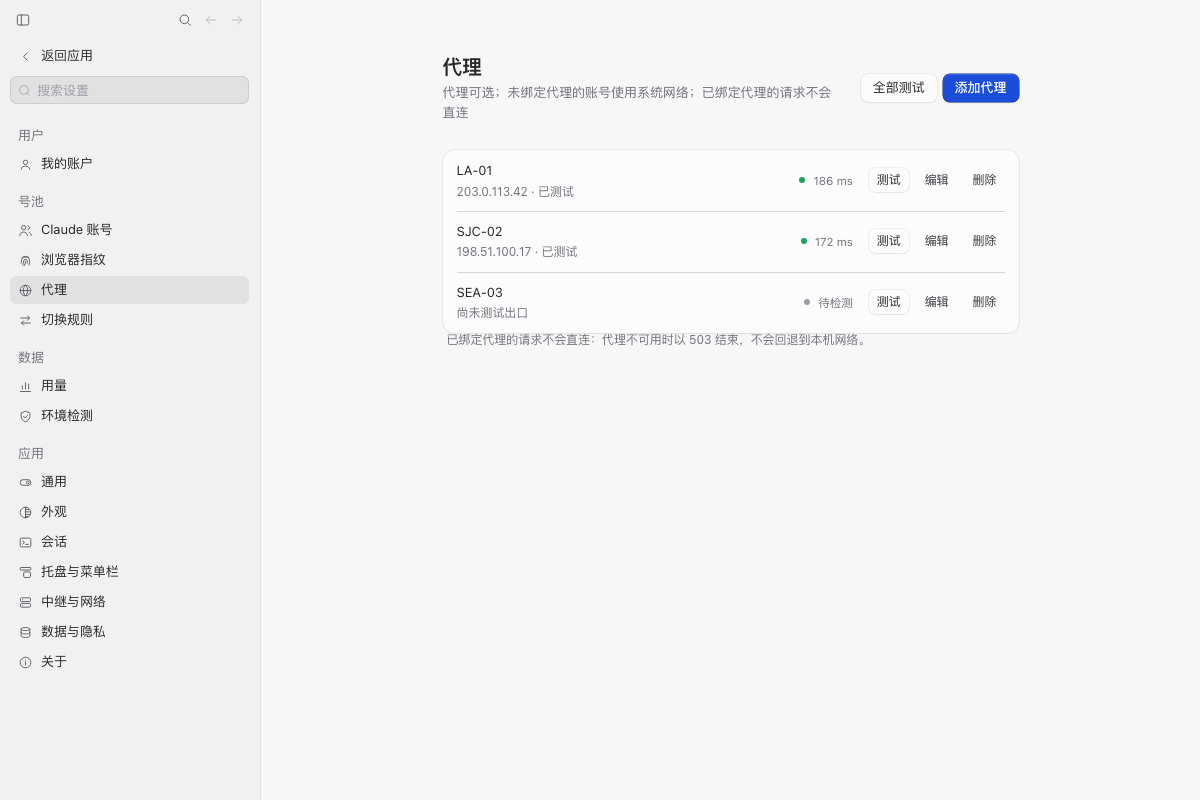 返回应用
搜索设置
用户
我的账户
号池
Claude 账号
浏览器指纹
代理
切换规则
数据
用量
环境检测
应用
通用
外观
会话
托盘与菜单栏
中继与网络
数据与隐私
关于
代理
代理可选；未绑定代理的账号使用系统网络；已绑定代理的请求不会
直连
全部测试
添加代理
LA-01
203.0.113.42 · 已测试
186 ms
测试
编辑
删除
SJC-02
198.51.100.17 · 已测试
172 ms
测试
编辑
删除
SEA-03
尚未测试出口
待检测
测试
编辑
删除
已绑定代理的请求不会直连：代理不可用时以 503 结束，不会回退到本机网络。